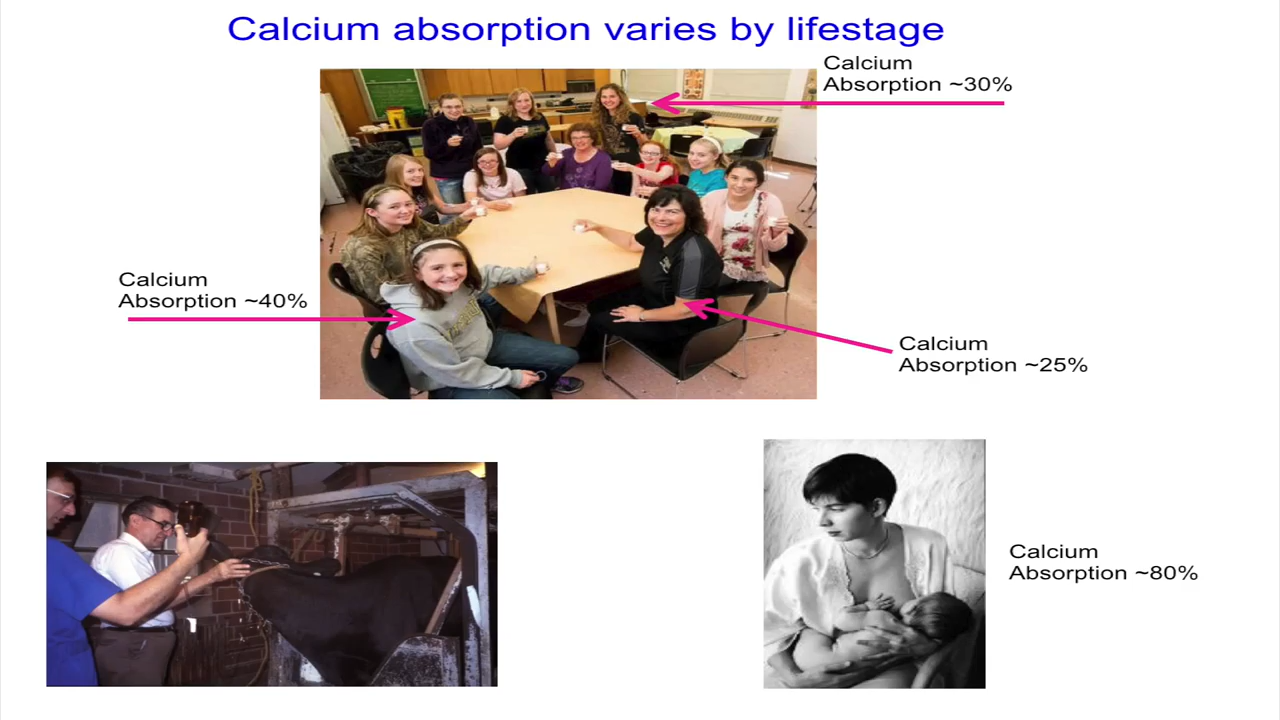 Calcium absorption varies by lifestage
Calcium
Absorption ~30%
Calcium
Absorption ~40%
Calcium
Absorption ~25%
Calcium
Absorption ~80%